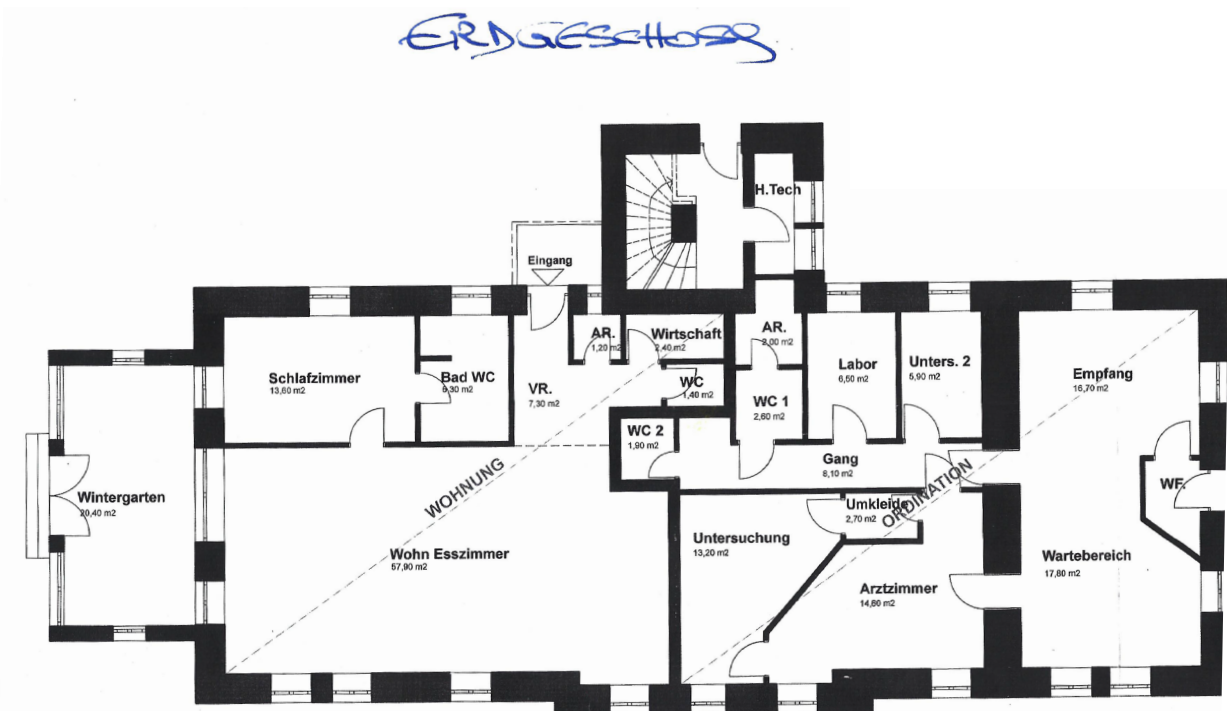 ERDGESCHOSS
H.Tech
Eingang
AR.
1,20 m2
Wirtschaft
2,40 m2
AR.
2,00 m2
Labor
6,50 m2
Unters. 2
5,90 m2
Empfang
16,70 m2
Schlafzimmer
13,60 m2
Bad WC
6,30 m2
VR.
7,30 m2
WC
1,40 m2
WC 1
2,60 m2
WC 2
1,90 m2
Gang
8,10 m2
WOHNUNG
ORDINATION
WF.
Wintergarten
20,40 m2
Umkleide
2,70 m2
Wohn Esszimmer
57,90 m2
Untersuchung
13,20 m2
Wartebereich
17,80 m2
Arztzimmer
14,60 m2